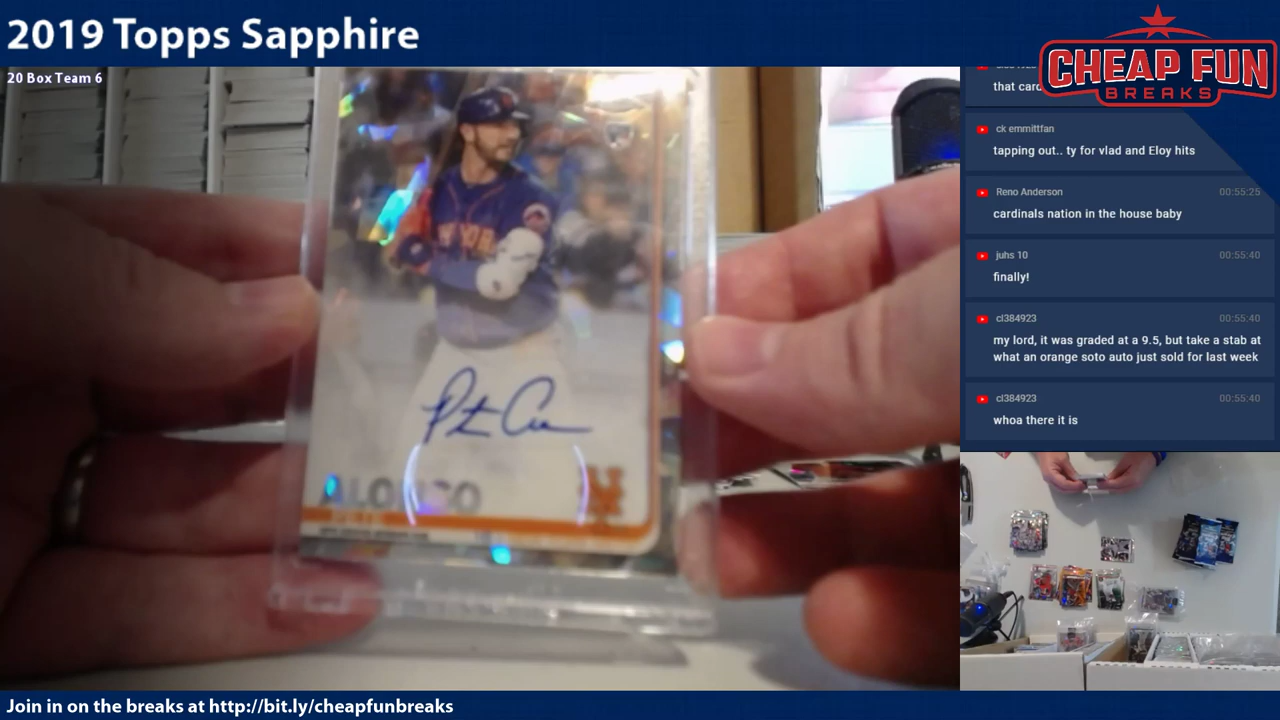 2019 Topps Sapphire
20 Box Team 6
CHEAP FUN
BREAKS
that card
ck emmittfan
tapping out.. ty for vlad and Eloy hits
Reno Anderson 00:55:25
cardinals nation in the house baby
juhs 10 00:55:40
finally!
cl384923 00:55:40
my lord, it was graded at a 9.5, but take a stab at
what an orange soto auto just sold for last week
cl384923 00:55:40
whoa there it is
ALONSO
PETE
Join in on the breaks at http://bit.ly/cheapfunbreaks